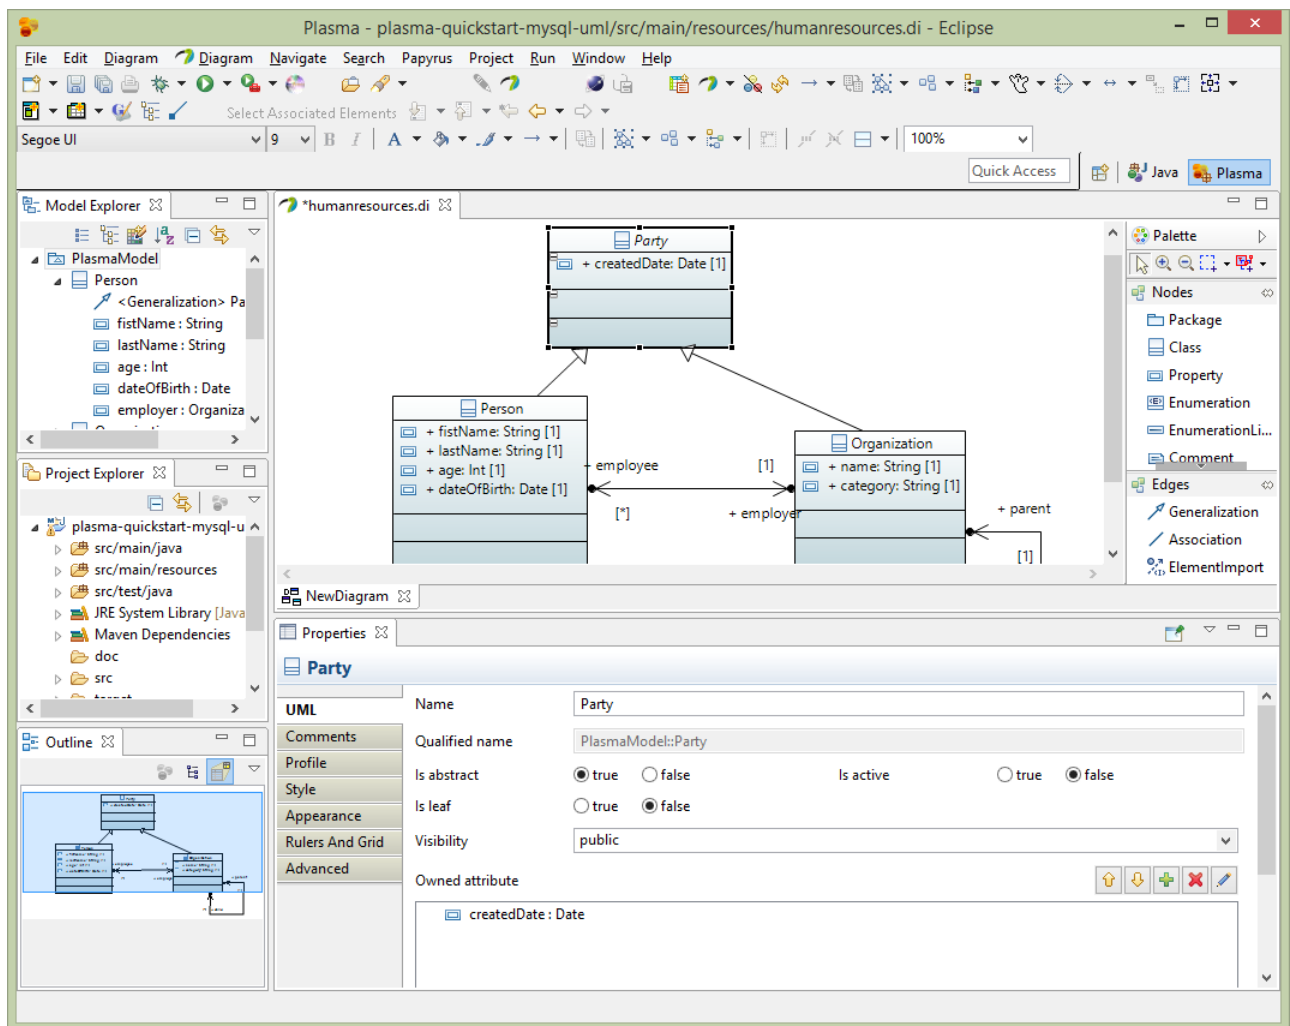 Plasma - plasma-quickstart-mysql-uml/src/main/resources/humanresources.di - Eclipse
File Edit Diagram Diagram Navigate Search Papyrus Project Run Window Help
Select Associated Elements
Segoe UI 9 B I A 100%
Quick Access Java Plasma
Model Explorer
PlasmaModel
Person
<Generalization> Pa
fistName : String
lastName : String
age : Int
dateOfBirth : Date
employer : Organiza
Project Explorer
plasma-quickstart-mysql-u
src/main/java
src/main/resources
src/test/java
JRE System Library [Java
Maven Dependencies
doc
src
target
Outline
*humanresources.di
Party
+ createdDate: Date [1]
Person
+ fistName: String [1]
+ lastName: String [1]
+ age: Int [1]
+ dateOfBirth: Date [1]
+ employee [1]
[*] + employer
Organization
+ name: String [1]
+ category: String [1]
+ parent
[1]
NewDiagram
Palette
Nodes
Package
Class
Property
Enumeration
EnumerationLi...
Comment
Edges
Generalization
Association
ElementImport
Properties
Party
UML
Comments
Profile
Style
Appearance
Rulers And Grid
Advanced
Name Party
Qualified name PlasmaModel::Party
Is abstract true false Is active true false
Is leaf true false
Visibility public
Owned attribute
createdDate : Date